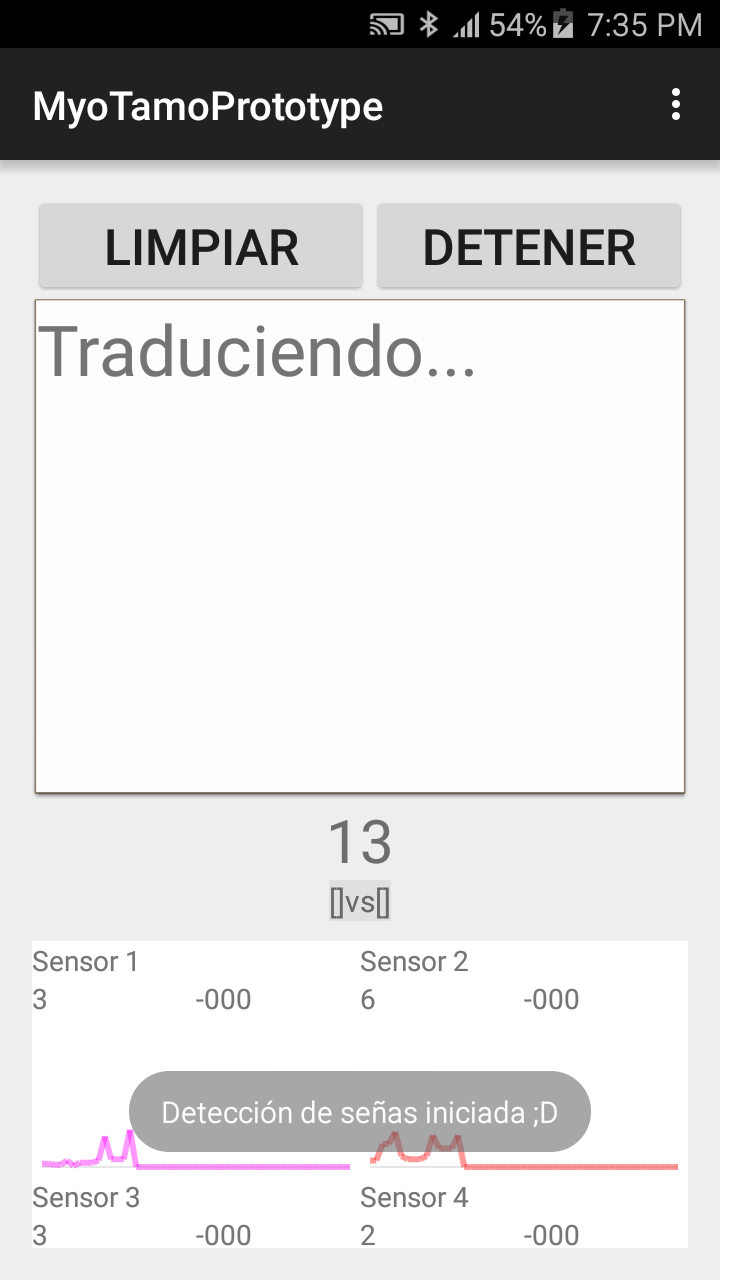 54% 7:35 PM
MyoTamoPrototype
LIMPIAR DETENER
Traduciendo...
13
[]vs[]
Sensor 1 Sensor 2
3 -000 6 -000
Detección de señas iniciada ;D
Sensor 3 Sensor 4
3 -000 2 -000